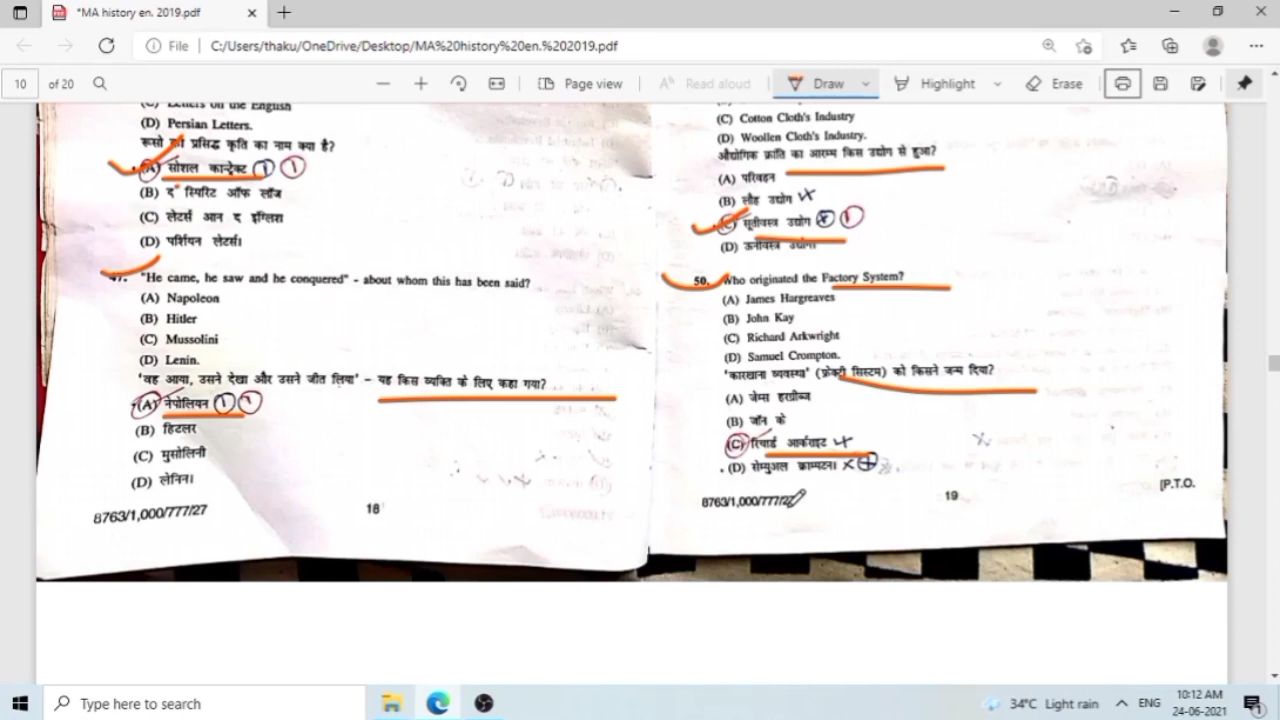 *MA history en. 2019.pdf
File C:/Users/thaku/OneDrive/Desktop/MA%20history%20en.%202019.pdf
10 of 20 Page view Read aloud Draw Highlight Erase
(C) Letters on the English
(D) Persian Letters.
रूसो की प्रसिद्ध कृति का नाम क्या है?
(A) सोशल कान्ट्रेक्ट
(B) द स्पिरिट ऑफ लॉज
(C) लेटर्स आन द इंग्लिश
(D) पर्शियन लेटर्स।
47. "He came, he saw and he conquered" - about whom this has been said?
(A) Napoleon
(B) Hitler
(C) Mussolini
(D) Lenin.
'वह आया, उसने देखा और उसने जीत लिया' - यह किस व्यक्ति के लिए कहा गया?
(A) नेपोलियन
(B) हिटलर
(C) मुसोलिनी
(D) लेनिन।
8763/1,000/777/27 18
(C) Cotton Cloth's Industry
(D) Woollen Cloth's Industry.
औद्योगिक क्रांति का आरम्भ किस उद्योग से हुआ?
(A) परिवहन
(B) लौह उद्योग
(C) सूतीवस्त्र उद्योग
(D) ऊनीवस्त्र उद्योग।
50. Who originated the Factory System?
(A) James Hargreaves
(B) John Kay
(C) Richard Arkwright
(D) Samuel Crompton.
'कारखाना व्यवस्था' (फ़ेक्ट्री सिस्टम) को किसने जन्म दिया?
(A) जेम्स हरग्रीव्ज
(B) जॉन के
(C) रिचार्ड आर्कराइट
(D) सेम्युअल क्राम्पटन।
8763/1,000/777/27 19 [P.T.O.
Type here to search
34°C Light rain ENG 10:12 AM
24-06-2021